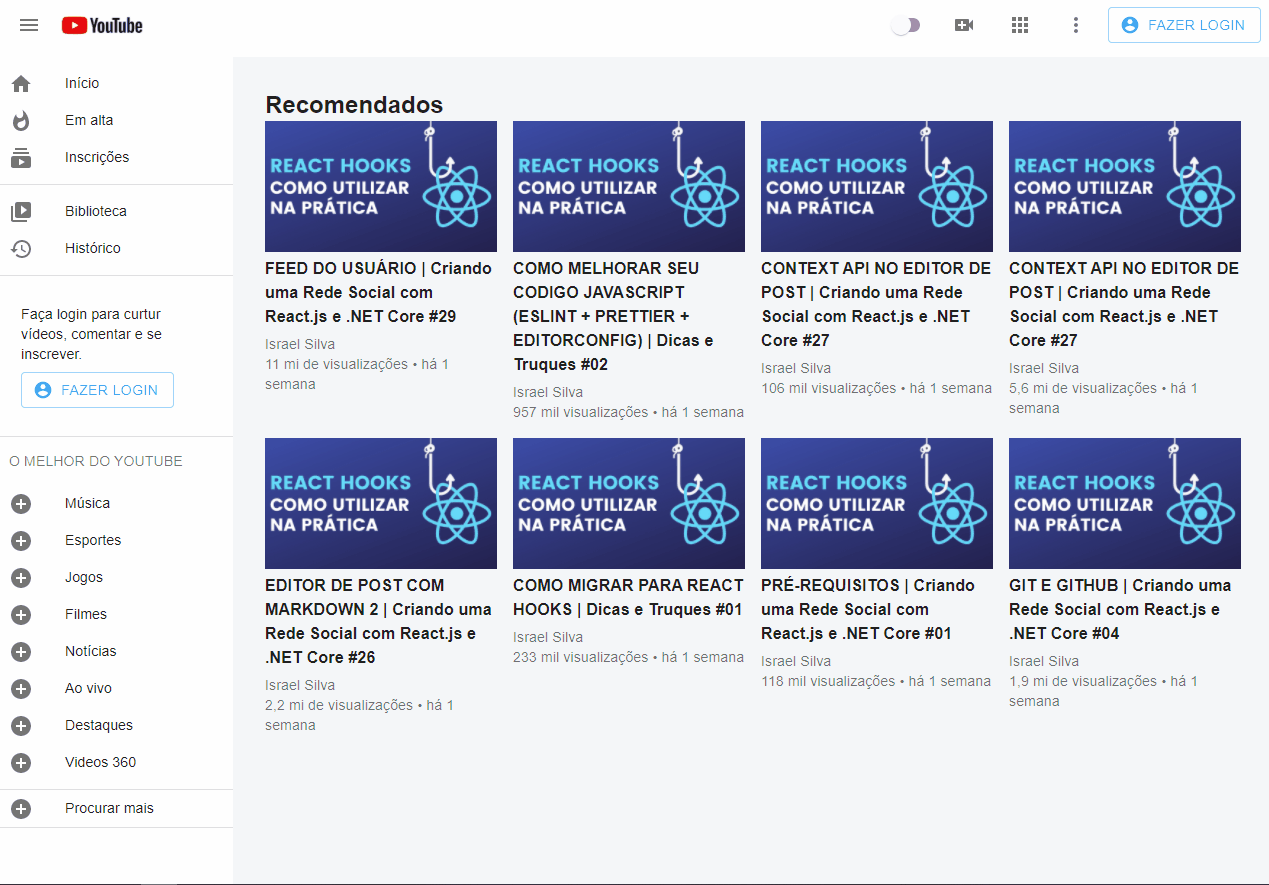 YouTube
FAZER LOGIN
Início
Em alta
Inscrições
Biblioteca
Histórico
Faça login para curtur
vídeos, comentar e se
inscrever.
FAZER LOGIN
O MELHOR DO YOUTUBE
Música
Esportes
Jogos
Filmes
Notícias
Ao vivo
Destaques
Videos 360
Procurar mais
Recomendados
REACT HOOKS
COMO UTILIZAR
NA PRÁTICA
FEED DO USUÁRIO | Criando
uma Rede Social com
React.js e .NET Core #29
Israel Silva
11 mi de visualizações • há 1
semana
REACT HOOKS
COMO UTILIZAR
NA PRÁTICA
COMO MELHORAR SEU
CODIGO JAVASCRIPT
(ESLINT + PRETTIER +
EDITORCONFIG) | Dicas e
Truques #02
Israel Silva
957 mil visualizações • há 1 semana
REACT HOOKS
COMO UTILIZAR
NA PRÁTICA
CONTEXT API NO EDITOR DE
POST | Criando uma Rede
Social com React.js e .NET
Core #27
Israel Silva
106 mil visualizações • há 1 semana
REACT HOOKS
COMO UTILIZAR
NA PRÁTICA
CONTEXT API NO EDITOR DE
POST | Criando uma Rede
Social com React.js e .NET
Core #27
Israel Silva
5,6 mi de visualizações • há 1
semana
REACT HOOKS
COMO UTILIZAR
NA PRÁTICA
EDITOR DE POST COM
MARKDOWN 2 | Criando uma
Rede Social com React.js e
.NET Core #26
Israel Silva
2,2 mi de visualizações • há 1
semana
REACT HOOKS
COMO UTILIZAR
NA PRÁTICA
COMO MIGRAR PARA REACT
HOOKS | Dicas e Truques #01
Israel Silva
233 mil visualizações • há 1 semana
REACT HOOKS
COMO UTILIZAR
NA PRÁTICA
PRÉ-REQUISITOS | Criando
uma Rede Social com
React.js e .NET Core #01
Israel Silva
118 mil visualizações • há 1 semana
REACT HOOKS
COMO UTILIZAR
NA PRÁTICA
GIT E GITHUB | Criando uma
Rede Social com React.js e
.NET Core #04
Israel Silva
1,9 mi de visualizações • há 1
semana